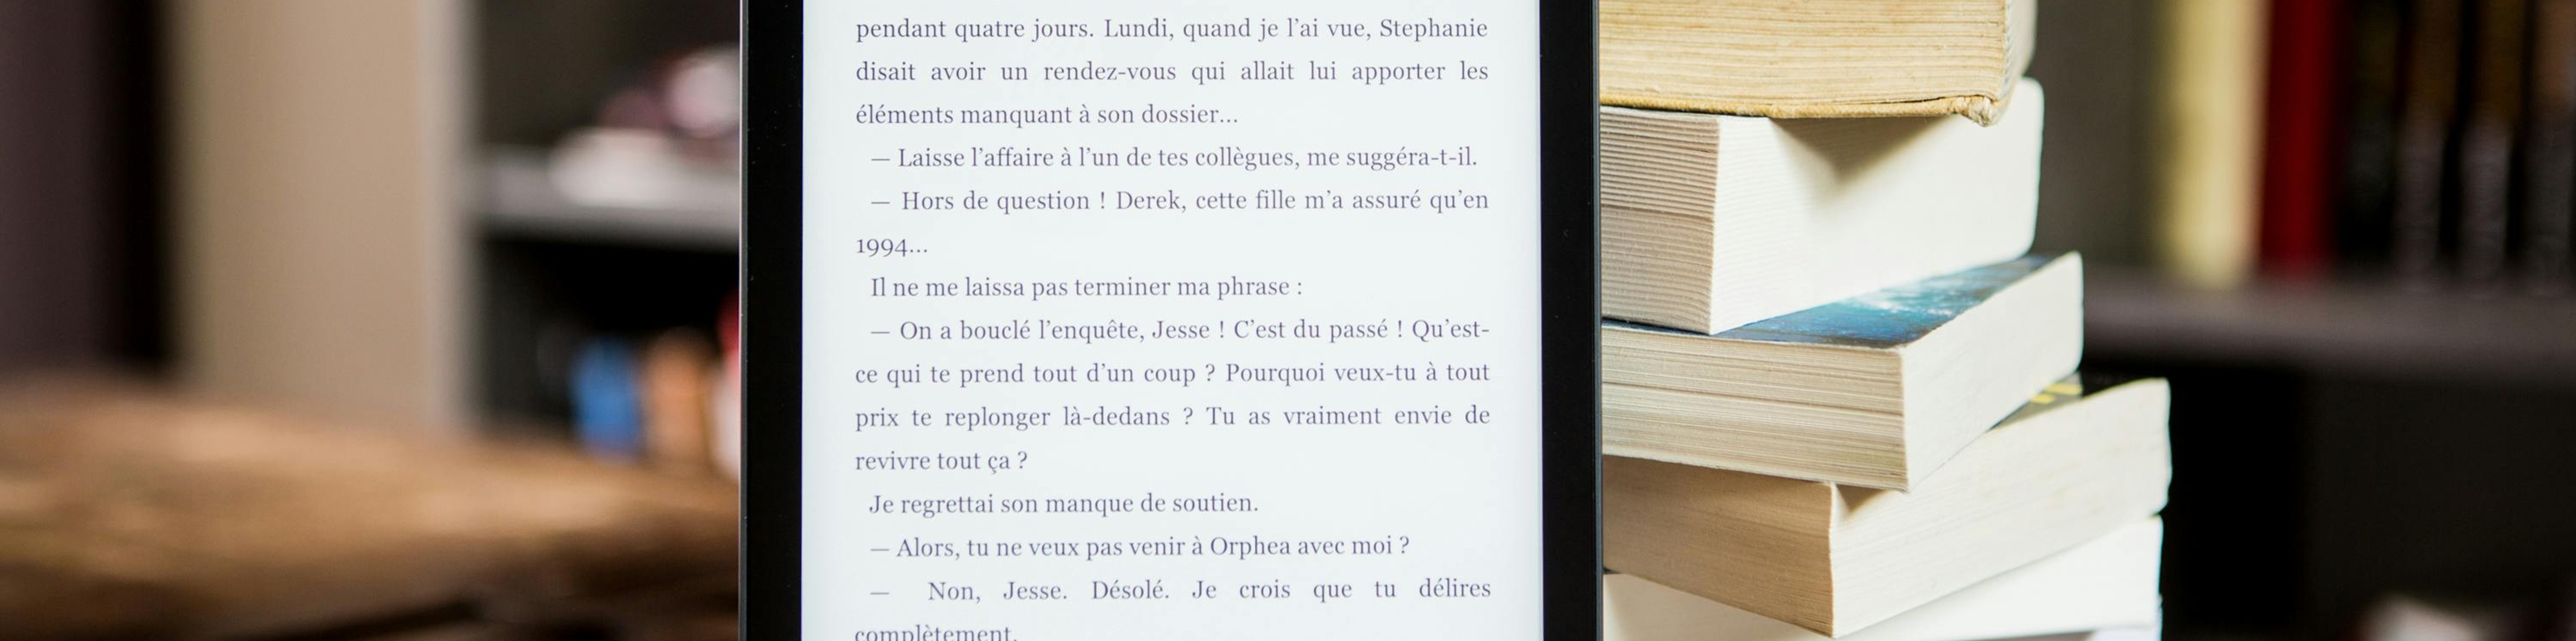 pendant quatre jours. Lundi, quand je l’ai vue, Stephanie
disait avoir un rendez-vous qui allait lui apporter les
éléments manquant à son dossier...
— Laisse l’affaire à l’un de tes collègues, me suggéra-t-il.
— Hors de question ! Derek, cette fille m’a assuré qu’en
1994...
Il ne me laissa pas terminer ma phrase :
— On a bouclé l’enquête, Jesse ! C’est du passé ! Qu’est-
ce qui te prend tout d’un coup ? Pourquoi veux-tu à tout
prix te replonger là-dedans ? Tu as vraiment envie de
revivre tout ça ?
Je regrettai son manque de soutien.
— Alors, tu ne veux pas venir à Orphea avec moi ?
— Non, Jesse. Désolé. Je crois que tu délires
complètement.